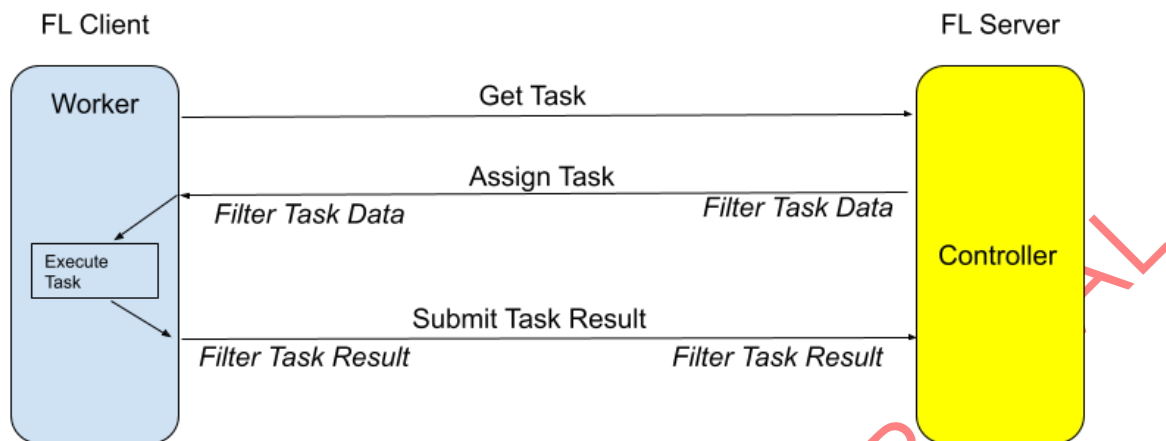 FL Client
FL Server
Worker
Get Task
Assign Task
Filter Task Data
Filter Task Data
Execute
Task
Controller
Submit Task Result
Filter Task Result
Filter Task Result